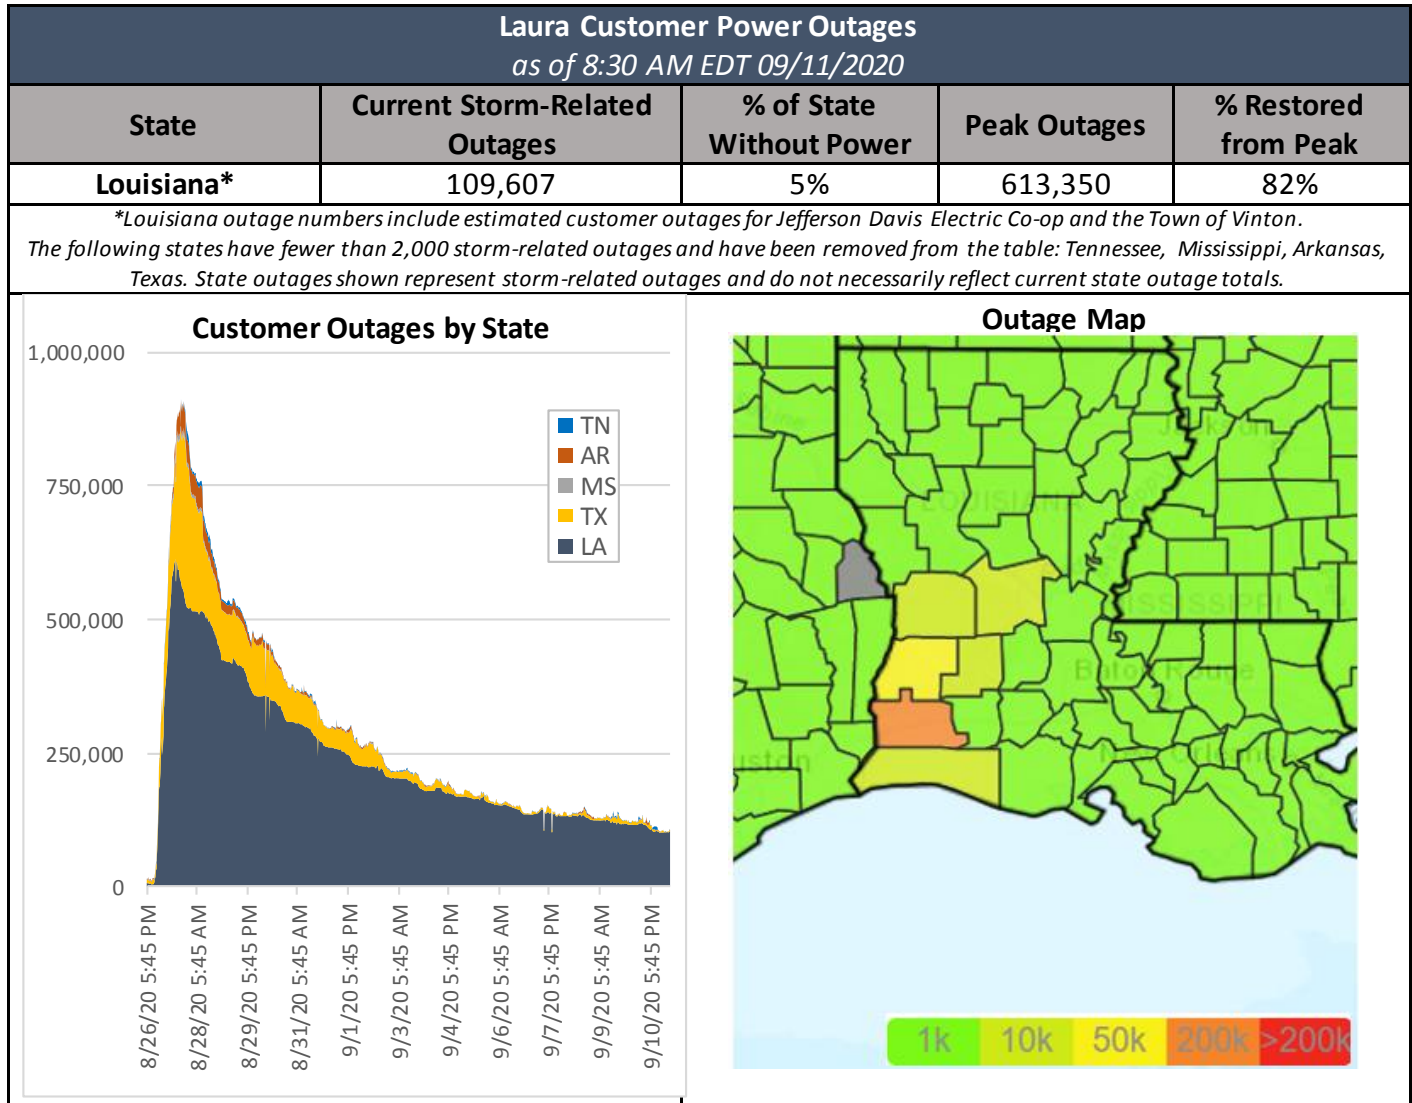 Laura Customer Power Outages
as of 8:30 AM EDT 09/11/2020
State
Current Storm-Related
Outages
% of State
Without Power
Peak Outages
% Restored
from Peak
Louisiana*
109,607
5%
613,350
82%
*Louisiana outage numbers include estimated customer outages for Jefferson Davis Electric Co-op and the Town of Vinton.
The following states have fewer than 2,000 storm-related outages and have been removed from the table: Tennessee, Mississippi, Arkansas,
Texas. State outages shown represent storm-related outages and do not necessarily reflect current state outage totals.
Customer Outages by State
1,000,000
750,000
500,000
250,000
0
TN
AR
MS
TX
LA
8/26/20 5:45 PM
8/28/20 5:45 AM
8/29/20 5:45 PM
8/31/20 5:45 AM
9/1/20 5:45 PM
9/3/20 5:45 AM
9/4/20 5:45 PM
9/6/20 5:45 AM
9/7/20 5:45 PM
9/9/20 5:45 AM
9/10/20 5:45 PM
Outage Map
Jackson
LOUISIANA
MISSISSIPPI
Baton Rouge
New Orleans
uston
1k
10k
50k
200k
>200k